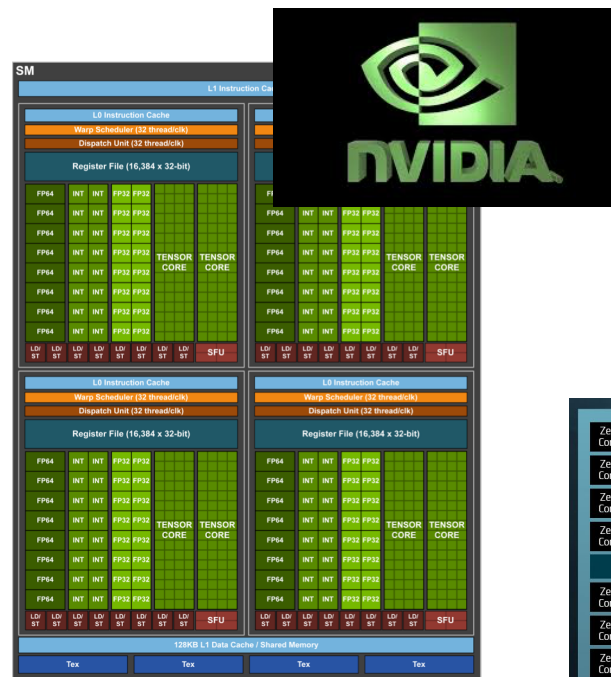 SM
NVIDIA.
L1 Instruction
L0 Instruction Cache
Warp Scheduler (32 thread/clk)
Dispatch Unit (32 thread/clk)
Register File (16,384 x 32-bit)
FP64 INT INT FP32 FP32
FP64 INT INT FP32 FP32 FP64 INT INT FP32 FP32
FP64 INT INT FP32 FP32 FP64 INT INT FP32 FP32
FP64 INT INT FP32 FP32 TENSOR CORE TENSOR CORE FP64 INT INT FP32 FP32 TENSOR CORE TENSOR CORE
FP64 INT INT FP32 FP32 FP64 INT INT FP32 FP32
FP64 INT INT FP32 FP32 FP64 INT INT FP32 FP32
FP64 INT INT FP32 FP32 FP64 INT INT FP32 FP32
FP64 INT INT FP32 FP32 FP64 INT INT FP32 FP32
LD/ST LD/ST LD/ST LD/ST LD/ST LD/ST LD/ST LD/ST SFU LD/ST LD/ST LD/ST LD/ST LD/ST LD/ST LD/ST LD/ST SFU
L0 Instruction Cache L0 Instruction Cache
Warp Scheduler (32 thread/clk) Warp Scheduler (32 thread/clk)
Dispatch Unit (32 thread/clk) Dispatch Unit (32 thread/clk)
Register File (16,384 x 32-bit) Register File (16,384 x 32-bit)
FP64 INT INT FP32 FP32 FP64 INT INT FP32 FP32
FP64 INT INT FP32 FP32 FP64 INT INT FP32 FP32
FP64 INT INT FP32 FP32 FP64 INT INT FP32 FP32
FP64 INT INT FP32 FP32 TENSOR CORE TENSOR CORE FP64 INT INT FP32 FP32 TENSOR CORE TENSOR CORE
FP64 INT INT FP32 FP32 FP64 INT INT FP32 FP32
FP64 INT INT FP32 FP32 FP64 INT INT FP32 FP32
FP64 INT INT FP32 FP32 FP64 INT INT FP32 FP32
FP64 INT INT FP32 FP32 FP64 INT INT FP32 FP32
LD/ST LD/ST LD/ST LD/ST LD/ST LD/ST LD/ST LD/ST SFU LD/ST LD/ST LD/ST LD/ST LD/ST LD/ST LD/ST LD/ST SFU
128KB L1 Data Cache / Shared Memory
Tex Tex Tex Tex